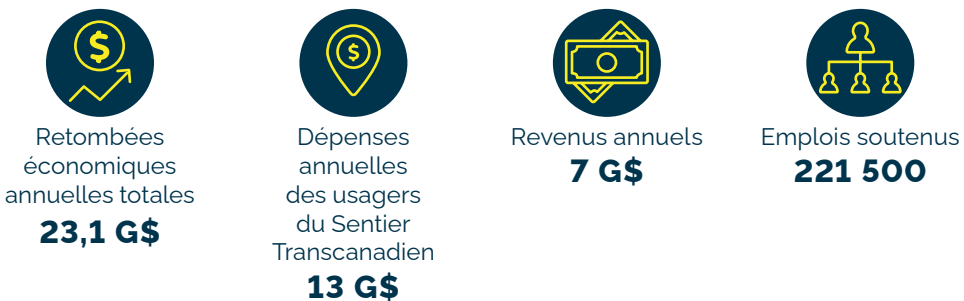 $
Retombées
économiques
annuelles totales
23,1 G$
$
Dépenses
annuelles
des usagers
du Sentier
Transcanadien
13 G$
Revenus annuels
7 G$
Emplois soutenus
221 500